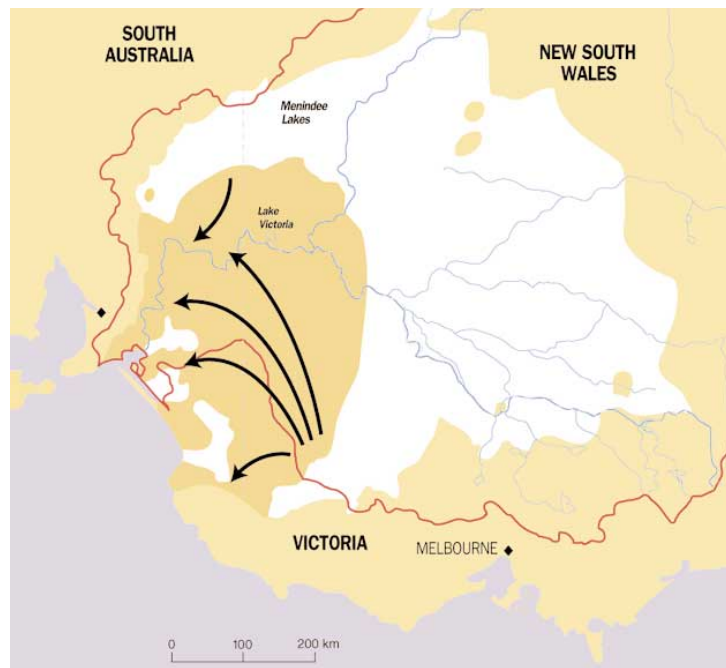 SOUTH
AUSTRALIA
NEW SOUTH
WALES
Menindee
Lakes
Lake
Victoria
VICTORIA
MELBOURNE
0 100 200 km